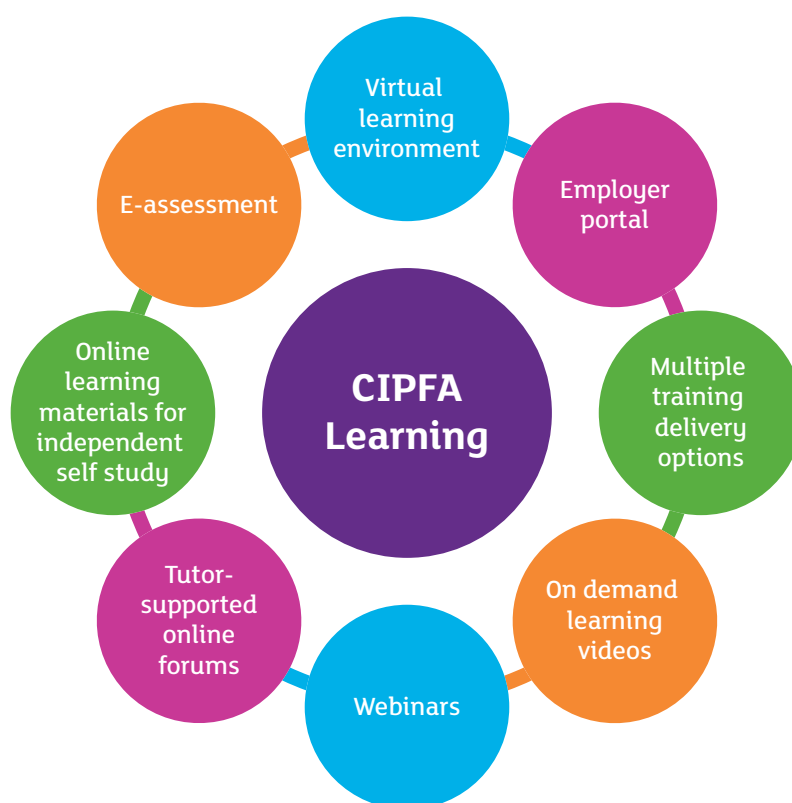 Virtual
learning
environment
Employer
portal
Multiple
training
delivery
options
On demand
learning
videos
Webinars
Tutor-
supported
online
forums
Online
learning
materials for
independent
self study
E-assessment
CIPFA
Learning